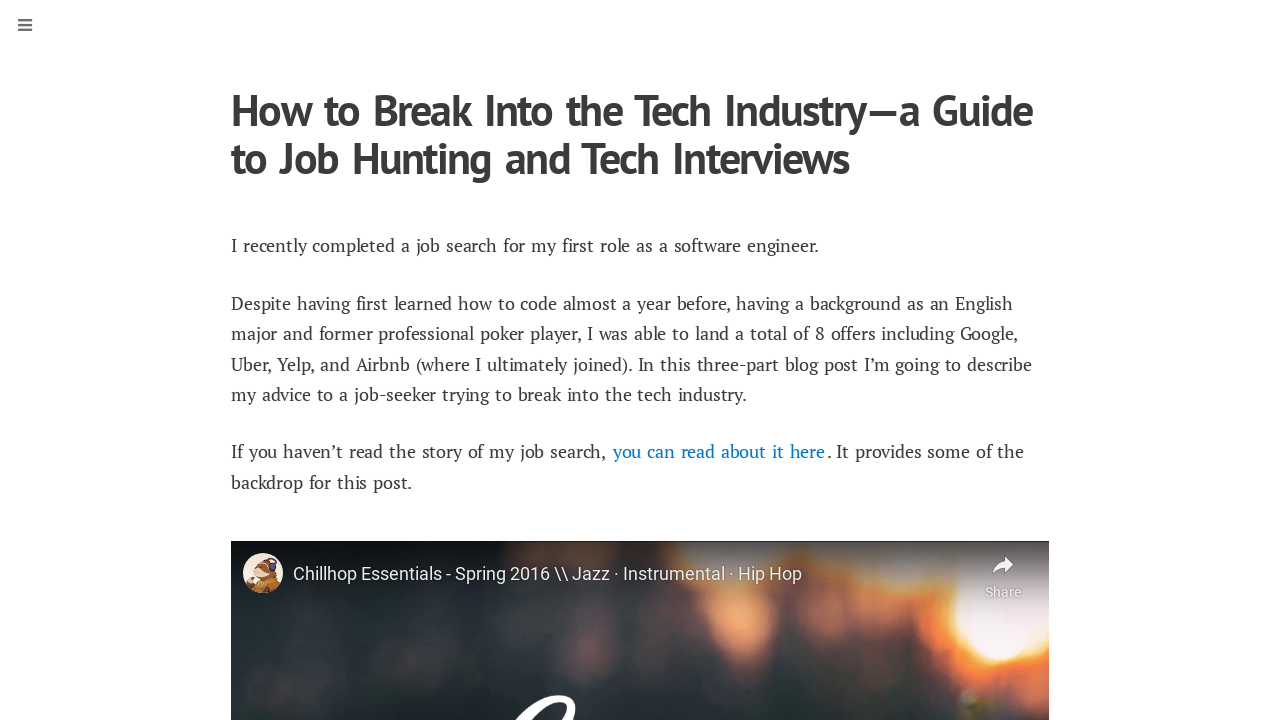 How to Break Into the Tech Industry—a Guide
to Job Hunting and Tech Interviews
I recently completed a job search for my first role as a software engineer.
Despite having first learned how to code almost a year before, having a background as an English
major and former professional poker player, I was able to land a total of 8 offers including Google,
Uber, Yelp, and Airbnb (where I ultimately joined). In this three-part blog post I’m going to describe
my advice to a job-seeker trying to break into the tech industry.
If you haven’t read the story of my job search, you can read about it here. It provides some of the
backdrop for this post.
Chillhop Essentials - Spring 2016 \\ Jazz · Instrumental · Hip Hop
Share